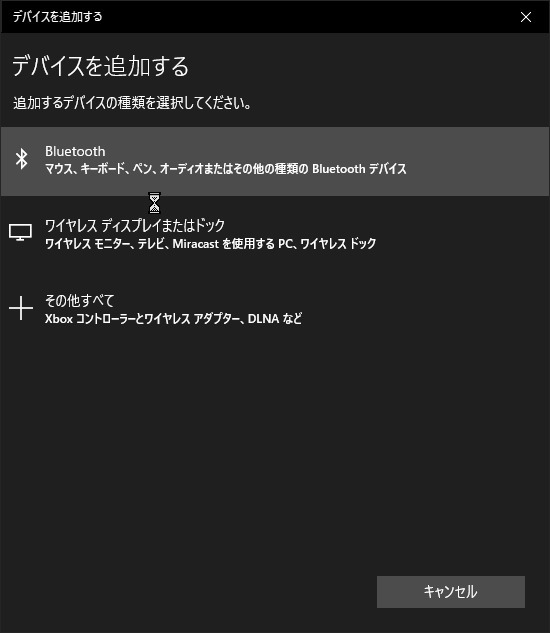 デバイスを追加する
デバイスを追加する
追加するデバイスの種類を選択してください。
Bluetooth
マウス、キーボード、ペン、オーディオまたはその他の種類の Bluetooth デバイス
ワイヤレス ディスプレイまたはドック
ワイヤレス モニター、テレビ、Miracast を使用する PC、ワイヤレス ドック
その他すべて
Xbox コントローラーとワイヤレス アダプター、DLNA など
キャンセル